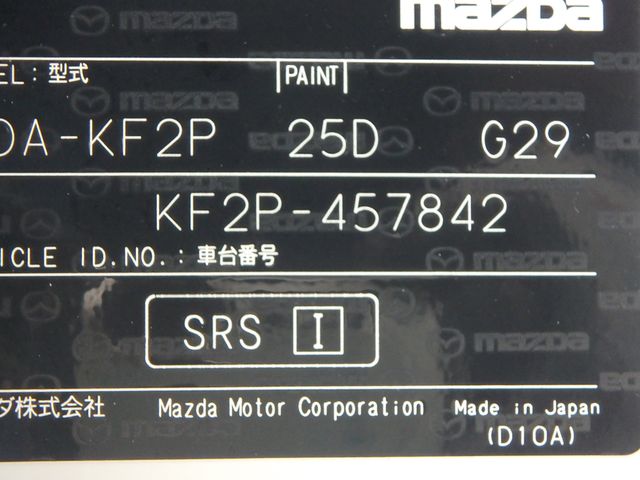 mazda
EL：型式 PAINT
DA-KF2P 25D G29
KF2P-457842
ICLE ID.NO.：車台番号
SRS I
ダ株式会社 Mazda Motor Corporation Made in Japan
(D10A)